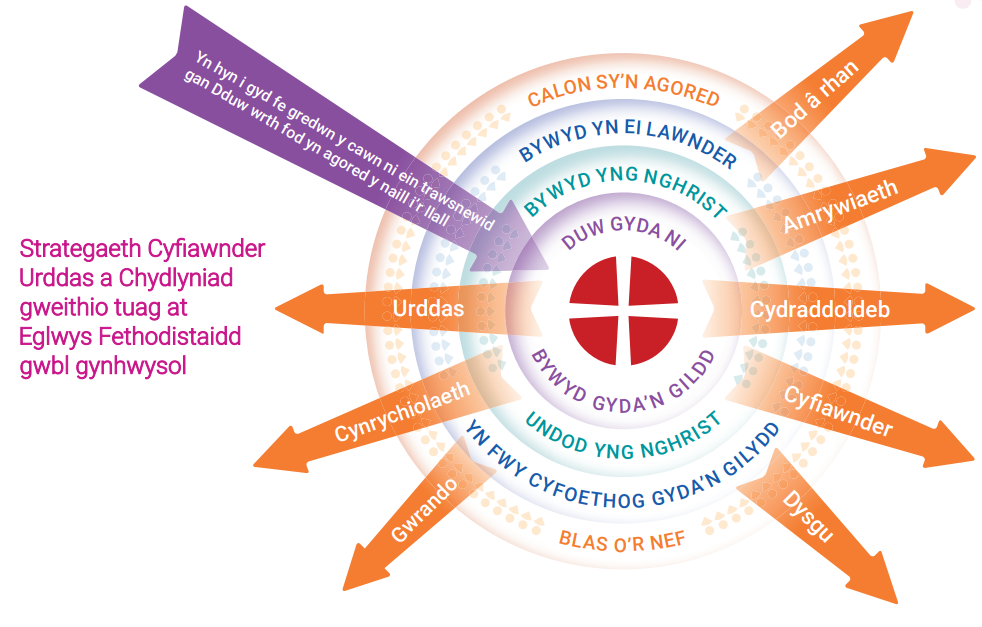 Yn hyn i gyd fe gredwn y cawn ni ein trawsnewid
gan Dduw wrth fod yn agored y naill i'r llall
Strategaeth Cyfiawnder
Urddas a Chydlyniad
gweithio tuag at
Eglwys Fethodistaidd
gwbl gynhwysol
CALON SY'N AGORED
BYWYD YN EI LAWNDER
BYWYD YNG NGHRIST
DUW GYDA NI
BYWYD GYDA'N GILDD
UNDOD YNG NGHRIST
YN FWY CYFOETHOG GYDA'N GILYDD
BLAS O'R NEF
Bod â rhan
Amrywiaeth
Cydraddoldeb
Cyfiawnder
Dysgu
Urddas
Cynrychiolaeth
Gwrando